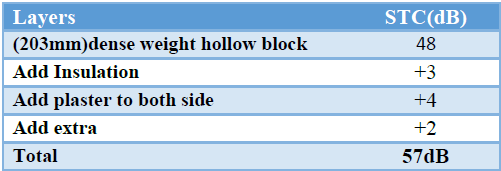 Layers STC(dB)
(203mm)dense weight hollow block 48
Add Insulation +3
Add plaster to both side +4
Add extra +2
Total 57dB